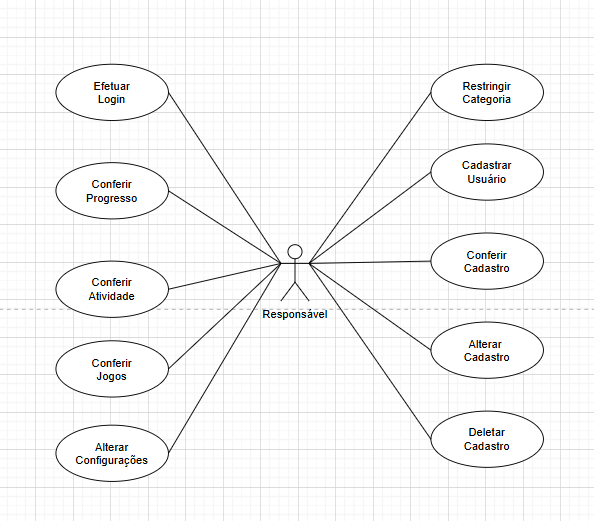 Efetuar
Login
Conferir
Progresso
Conferir
Atividade
Conferir
Jogos
Alterar
Configurações
Responsável
Restringir
Categoria
Cadastrar
Usuário
Conferir
Cadastro
Alterar
Cadastro
Deletar
Cadastro